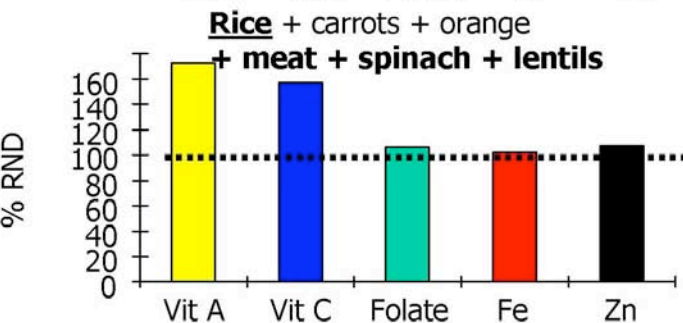 Rice + carrots + orange
+ meat + spinach + lentils
% RND
160
140
120
100
80
60
40
20
0
Vit A Vit C Folate Fe Zn